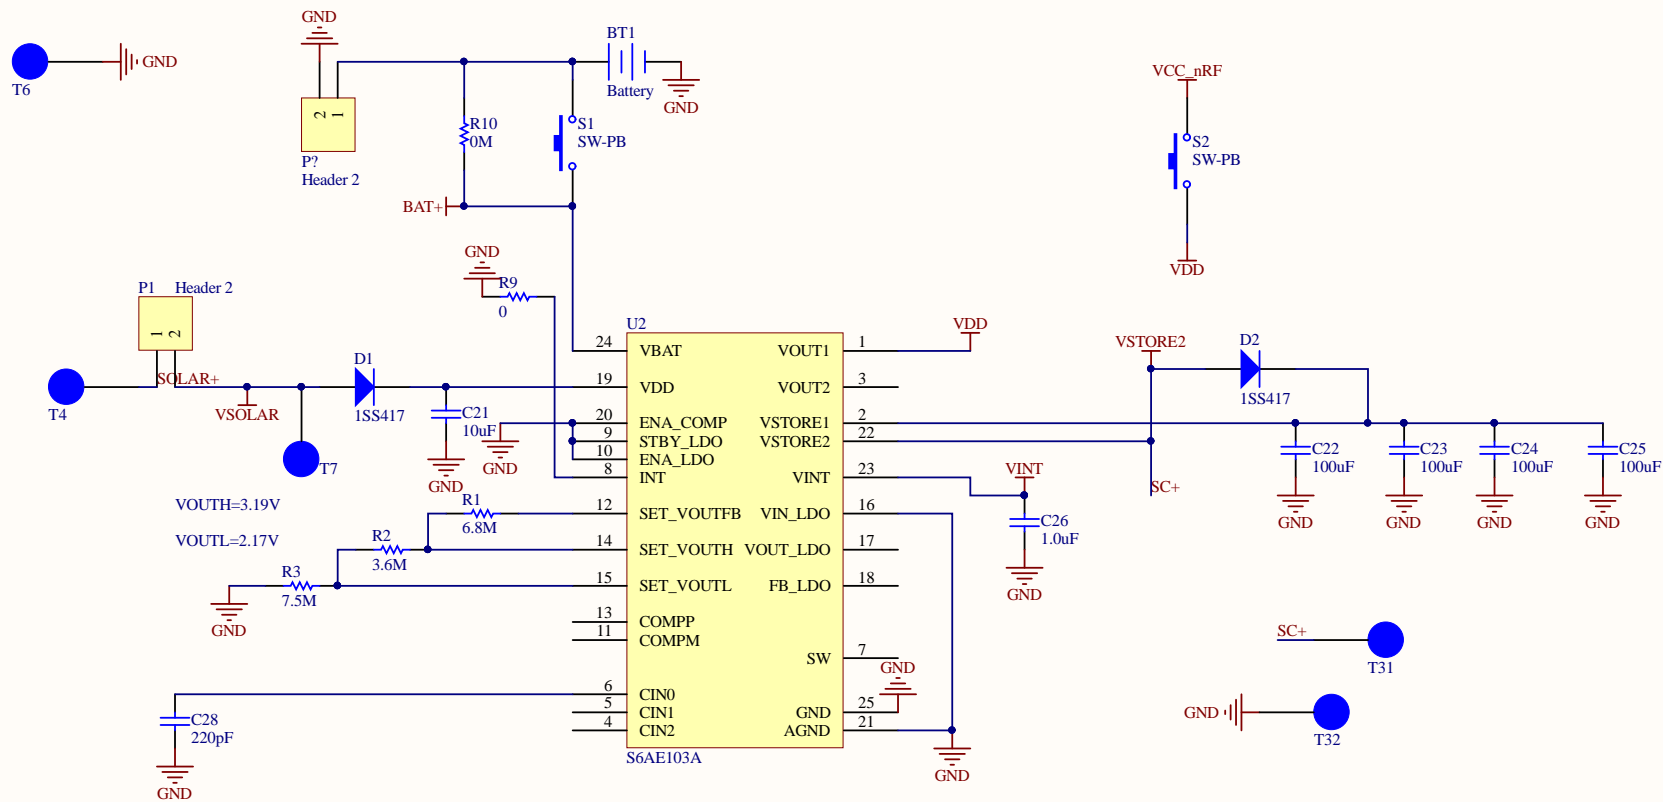 GND
T6
GND
2
1
P?
Header 2
BT1
Battery
GND
R10
0M
S1
SW-PB
BAT+
VCC_nRF
S2
SW-PB
VDD
GND
R9
0
P1 Header 2
1
2
SOLAR+
T4
VSOLAR
T7
D1
1SS417
C21
10uF
GND
GND
VOUTH=3.19V
VOUTL=2.17V
R1
6.8M
R2
3.6M
R3
7.5M
GND
C28
220pF
GND
U2
24 VBAT VOUT1 1
19 VDD VOUT2 3
20 ENA_COMP VSTORE1 2
9 STBY_LDO VSTORE2 22
10 ENA_LDO
8 INT VINT 23
12 SET_VOUTFB VIN_LDO 16
14 SET_VOUTH VOUT_LDO 17
15 SET_VOUTL FB_LDO 18
13 COMPP
11 COMPM
SW 7
6 CIN0
5 CIN1 GND 25
4 CIN2 AGND 21
S6AE103A
VDD
GND
GND
VINT
C26
1.0uF
GND
VSTORE2
D2
1SS417
SC+
C22
100uF
GND
C23
100uF
GND
C24
100uF
GND
C25
100uF
GND
SC+
T31
GND
T32